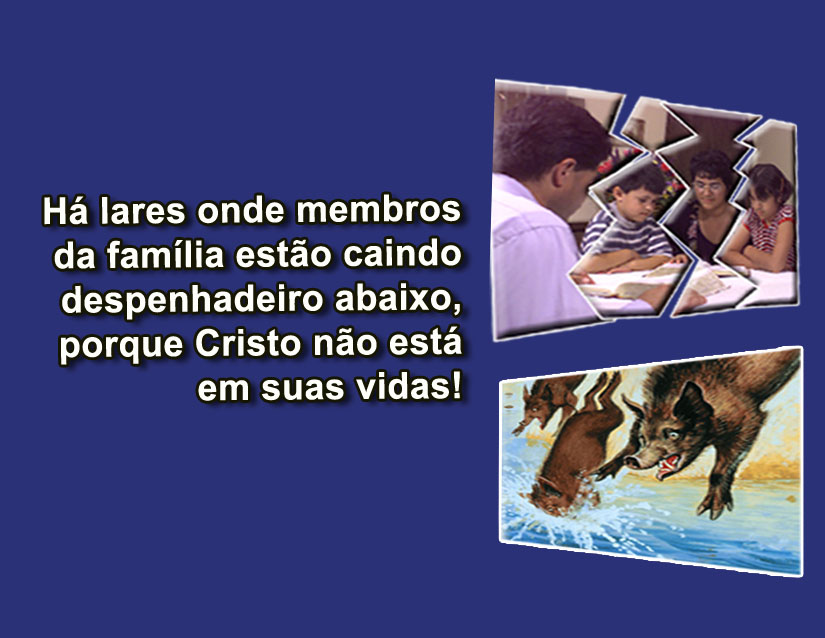 Há lares onde membros
da família estão caindo
despenhadeiro abaixo,
porque Cristo não está
em suas vidas!